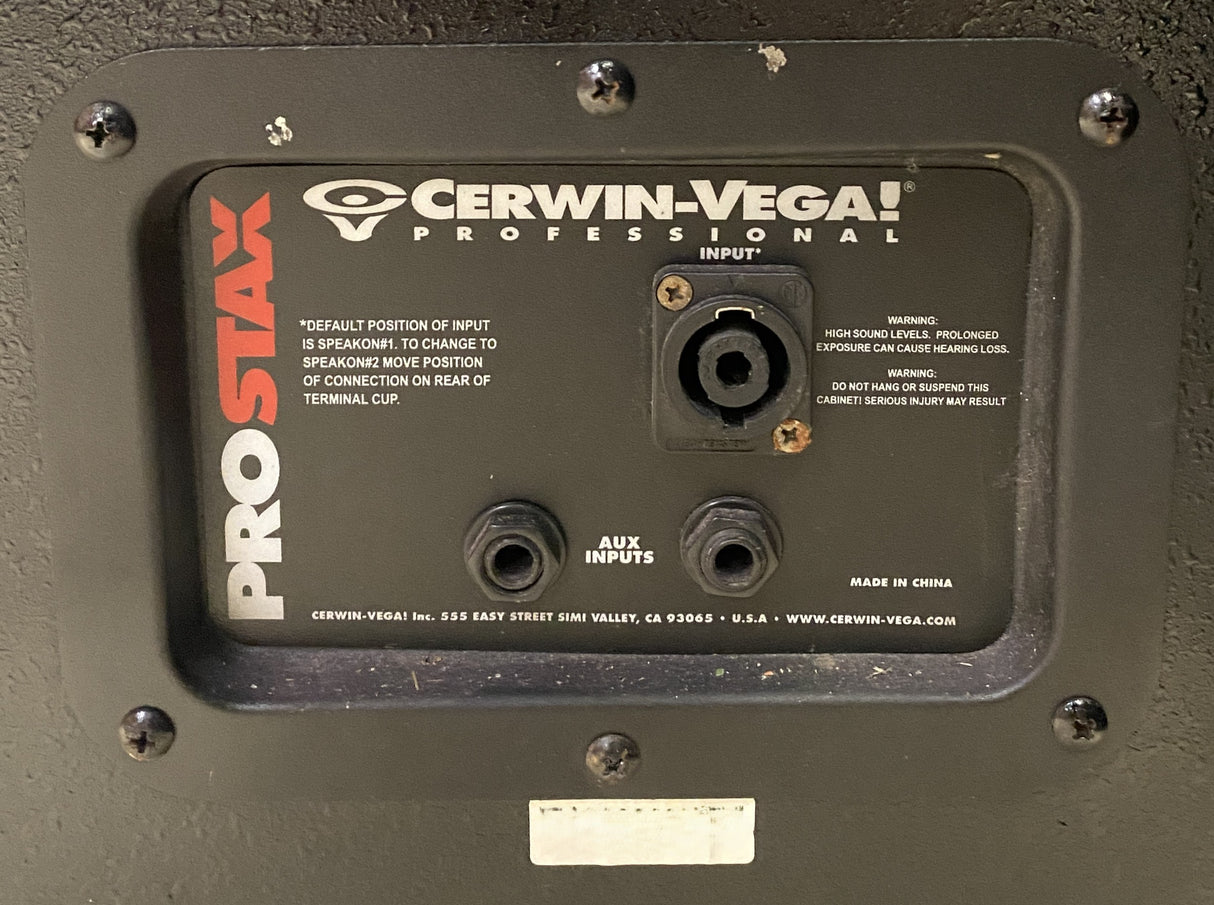 CERWIN-VEGA!®
PROFESSIONAL
PROSTAX
INPUT*
*DEFAULT POSITION OF INPUT
IS SPEAKON#1. TO CHANGE TO
SPEAKON#2 MOVE POSITION
OF CONNECTION ON REAR OF
TERMINAL CUP.
WARNING:
HIGH SOUND LEVELS. PROLONGED
EXPOSURE CAN CAUSE HEARING LOSS.
WARNING:
DO NOT HANG OR SUSPEND THIS
CABINET! SERIOUS INJURY MAY RESULT
AUX
INPUTS
MADE IN CHINA
CERWIN-VEGA! Inc. 555 EASY STREET SIMI VALLEY, CA 93065 • U.S.A • WWW.CERWIN-VEGA.COM